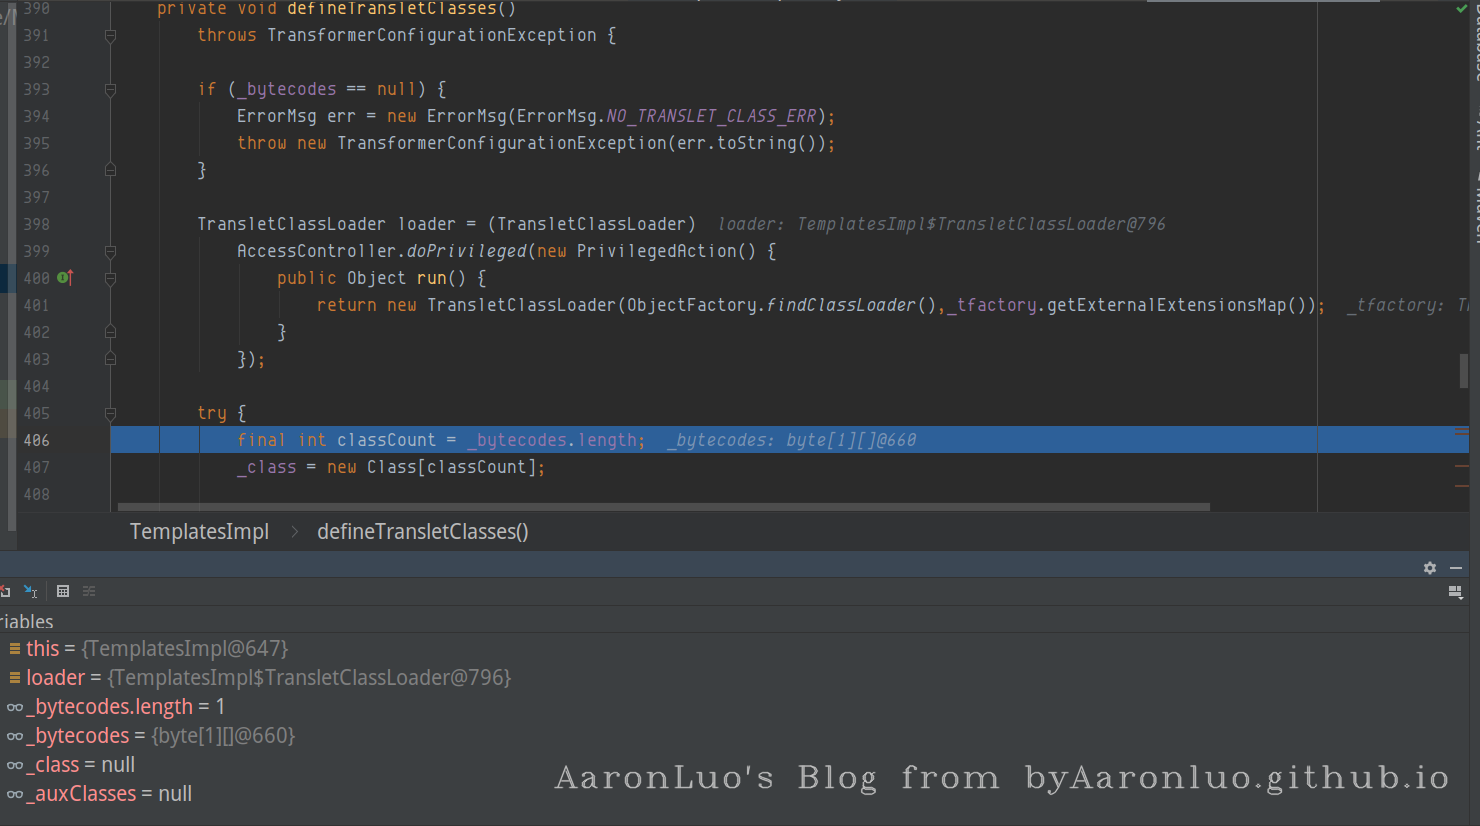 390 private void defineTransletClasses()
391 throws TransformerConfigurationException {
392
393 if (_bytecodes == null) {
394 ErrorMsg err = new ErrorMsg(ErrorMsg.NO_TRANSLET_CLASS_ERR);
395 throw new TransformerConfigurationException(err.toString());
396 }
397
398 TransletClassLoader loader = (TransletClassLoader) loader: TemplatesImpl$TransletClassLoader@796
399 AccessController.doPrivileged(new PrivilegedAction() {
400 public Object run() {
401 return new TransletClassLoader(ObjectFactory.findClassLoader(),_tfactory.getExternalExtensionsMap()); _tfactory:
402 }
403 });
404
405 try {
406 final int classCount = _bytecodes.length; _bytecodes: byte[1][]@660
407 _class = new Class[classCount];
408
TemplatesImpl > defineTransletClasses()
riables
this = {TemplatesImpl@647}
loader = {TemplatesImpl$TransletClassLoader@796}
_bytecodes.length = 1
_bytecodes = {byte[1][]@660}
_class = null
_auxClasses = null
AaronLuo's Blog from byAaronluo.github.io